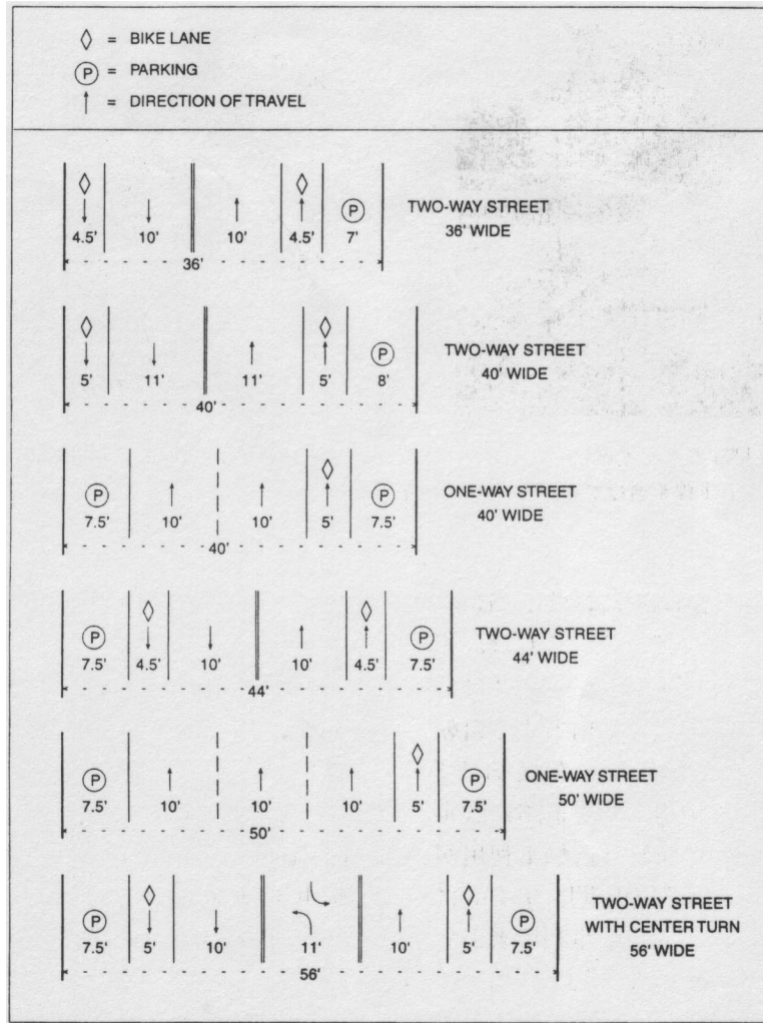 ◊ = BIKE LANE
Ⓟ = PARKING
↑ = DIRECTION OF TRAVEL
4.5' 10' 10' 4.5' P 7'
36'
TWO-WAY STREET
36' WIDE
5' 11' 11' 5' P 8'
40'
TWO-WAY STREET
40' WIDE
P 7.5' 10' 10' 5' P 7.5'
40'
ONE-WAY STREET
40' WIDE
P 7.5' 4.5' 10' 10' 4.5' P 7.5'
44'
TWO-WAY STREET
44' WIDE
P 7.5' 10' 10' 10' 5' P 7.5'
50'
ONE-WAY STREET
50' WIDE
P 7.5' 5' 10' 11' 10' 5' P 7.5'
56'
TWO-WAY STREET
WITH CENTER TURN
56' WIDE